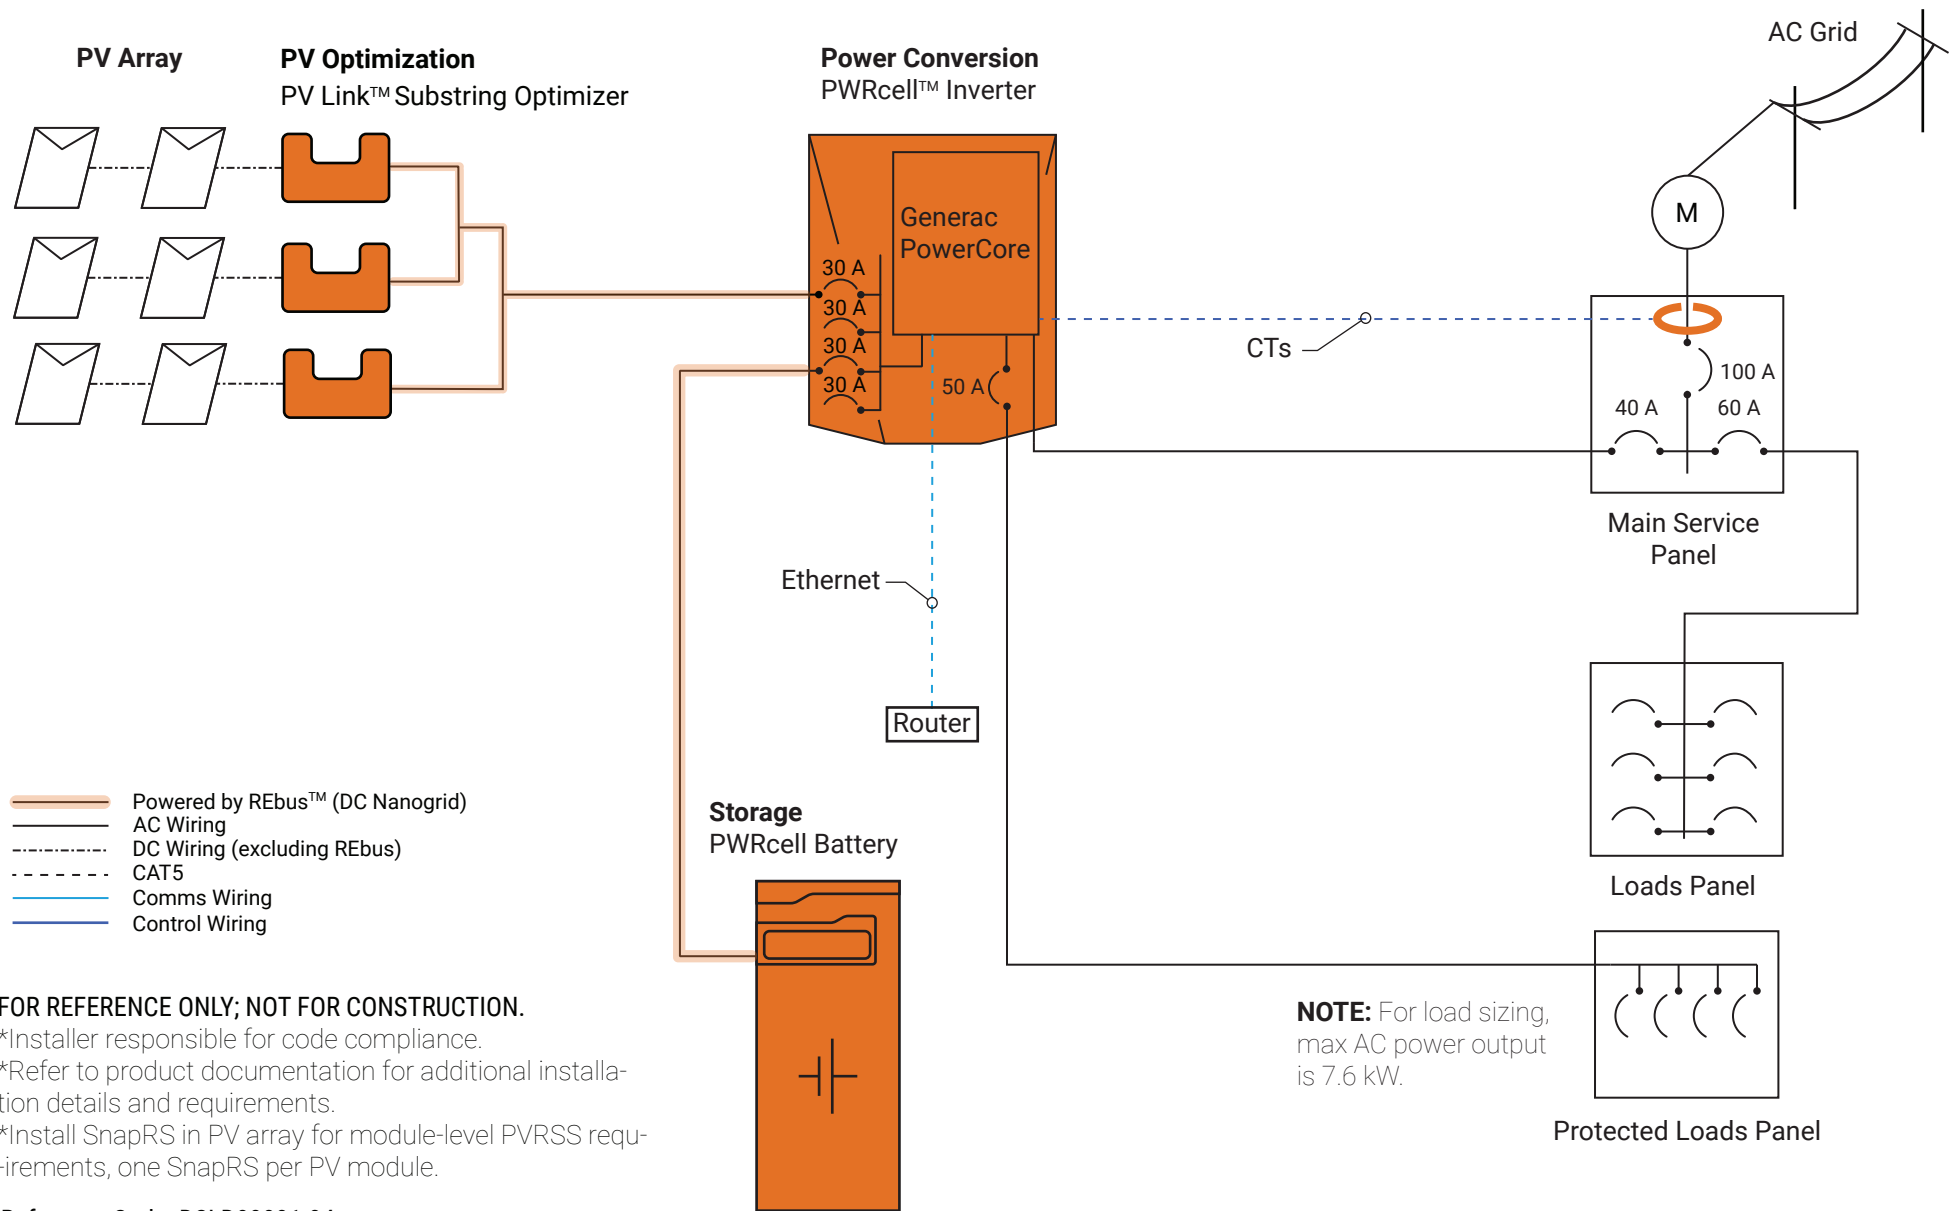 PV Array
PV Optimization
PV Link™ Substring Optimizer
Power Conversion
PWRcell™ Inverter
AC Grid
M
Generac
PowerCore
30 A
30 A
30 A
30 A
50 A
CTs
100 A
40 A
60 A
Main Service
Panel
Ethernet
Router
Loads Panel
Powered by REbus™ (DC Nanogrid)
AC Wiring
DC Wiring (excluding REbus)
CAT5
Comms Wiring
Control Wiring
Storage
PWRcell Battery
FOR REFERENCE ONLY; NOT FOR CONSTRUCTION.
*Installer responsible for code compliance.
*Refer to product documentation for additional installa-
tion details and requirements.
*Install SnapRS in PV array for module-level PVRSS requ-
-irements, one SnapRS per PV module.
NOTE: For load sizing,
max AC power output
is 7.6 kW.
Protected Loads Panel